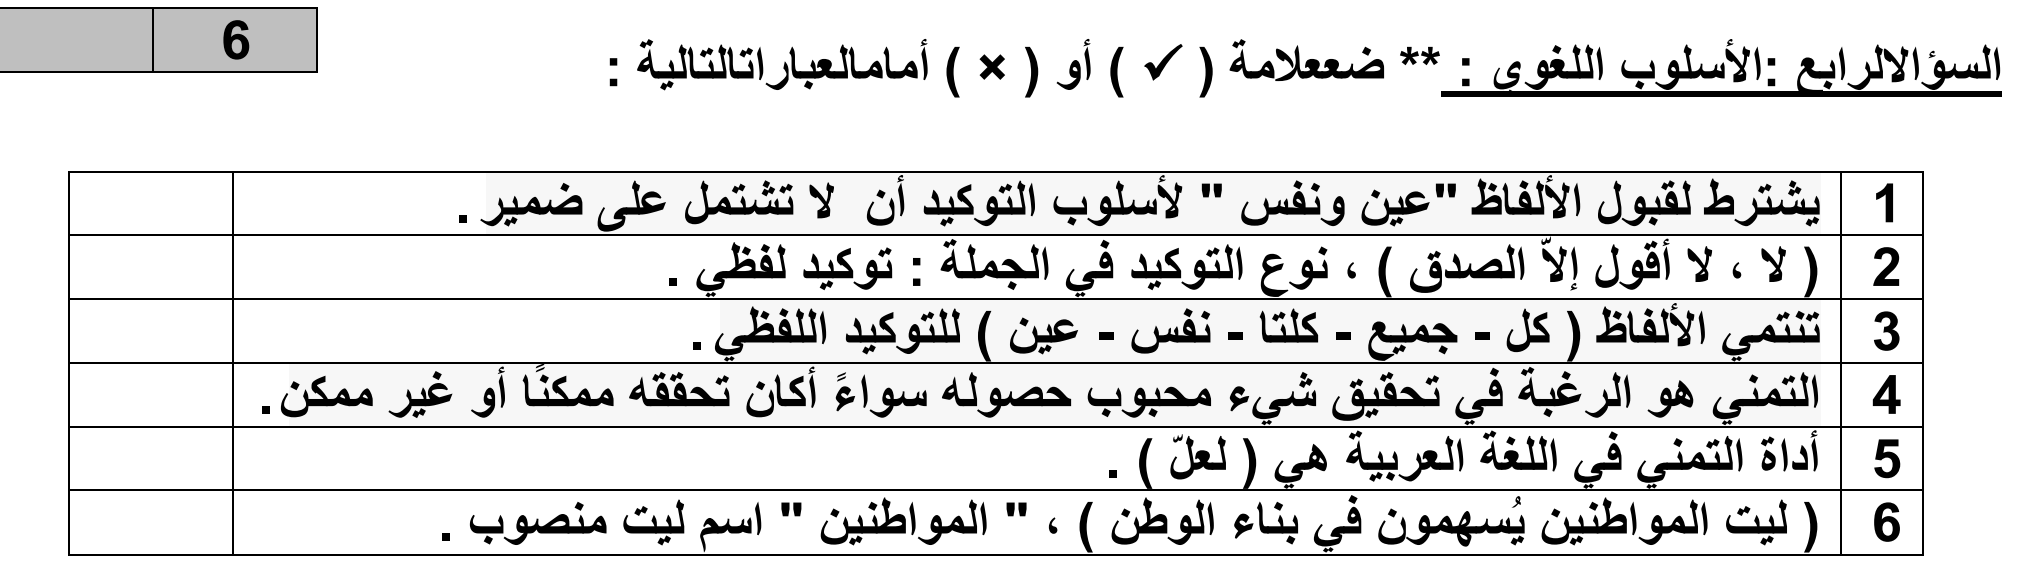 6
السؤالالرابع :الأسلوب اللغوي : ** ضععلامة ( ✓ ) أو ( × ) أمامالعباراتالتالية :
1 يشترط لقبول الألفاظ "عين ونفس " لأسلوب التوكيد أن لا تشتمل على ضمير .
2 ( لا ، لا أقول إلاّ الصدق ) ، نوع التوكيد في الجملة : توكيد لفظي .
3 تنتمي الألفاظ ( كل - جميع - كلتا - نفس - عين ) للتوكيد اللفظي .
4 التمني هو الرغبة في تحقيق شيء محبوب حصوله سواءً أكان تحققه ممكنًا أو غير ممكن.
5 أداة التمني في اللغة العربية هي ( لعلّ ) .
6 ( ليت المواطنين يُسهمون في بناء الوطن ) ، " المواطنين " اسم ليت منصوب .